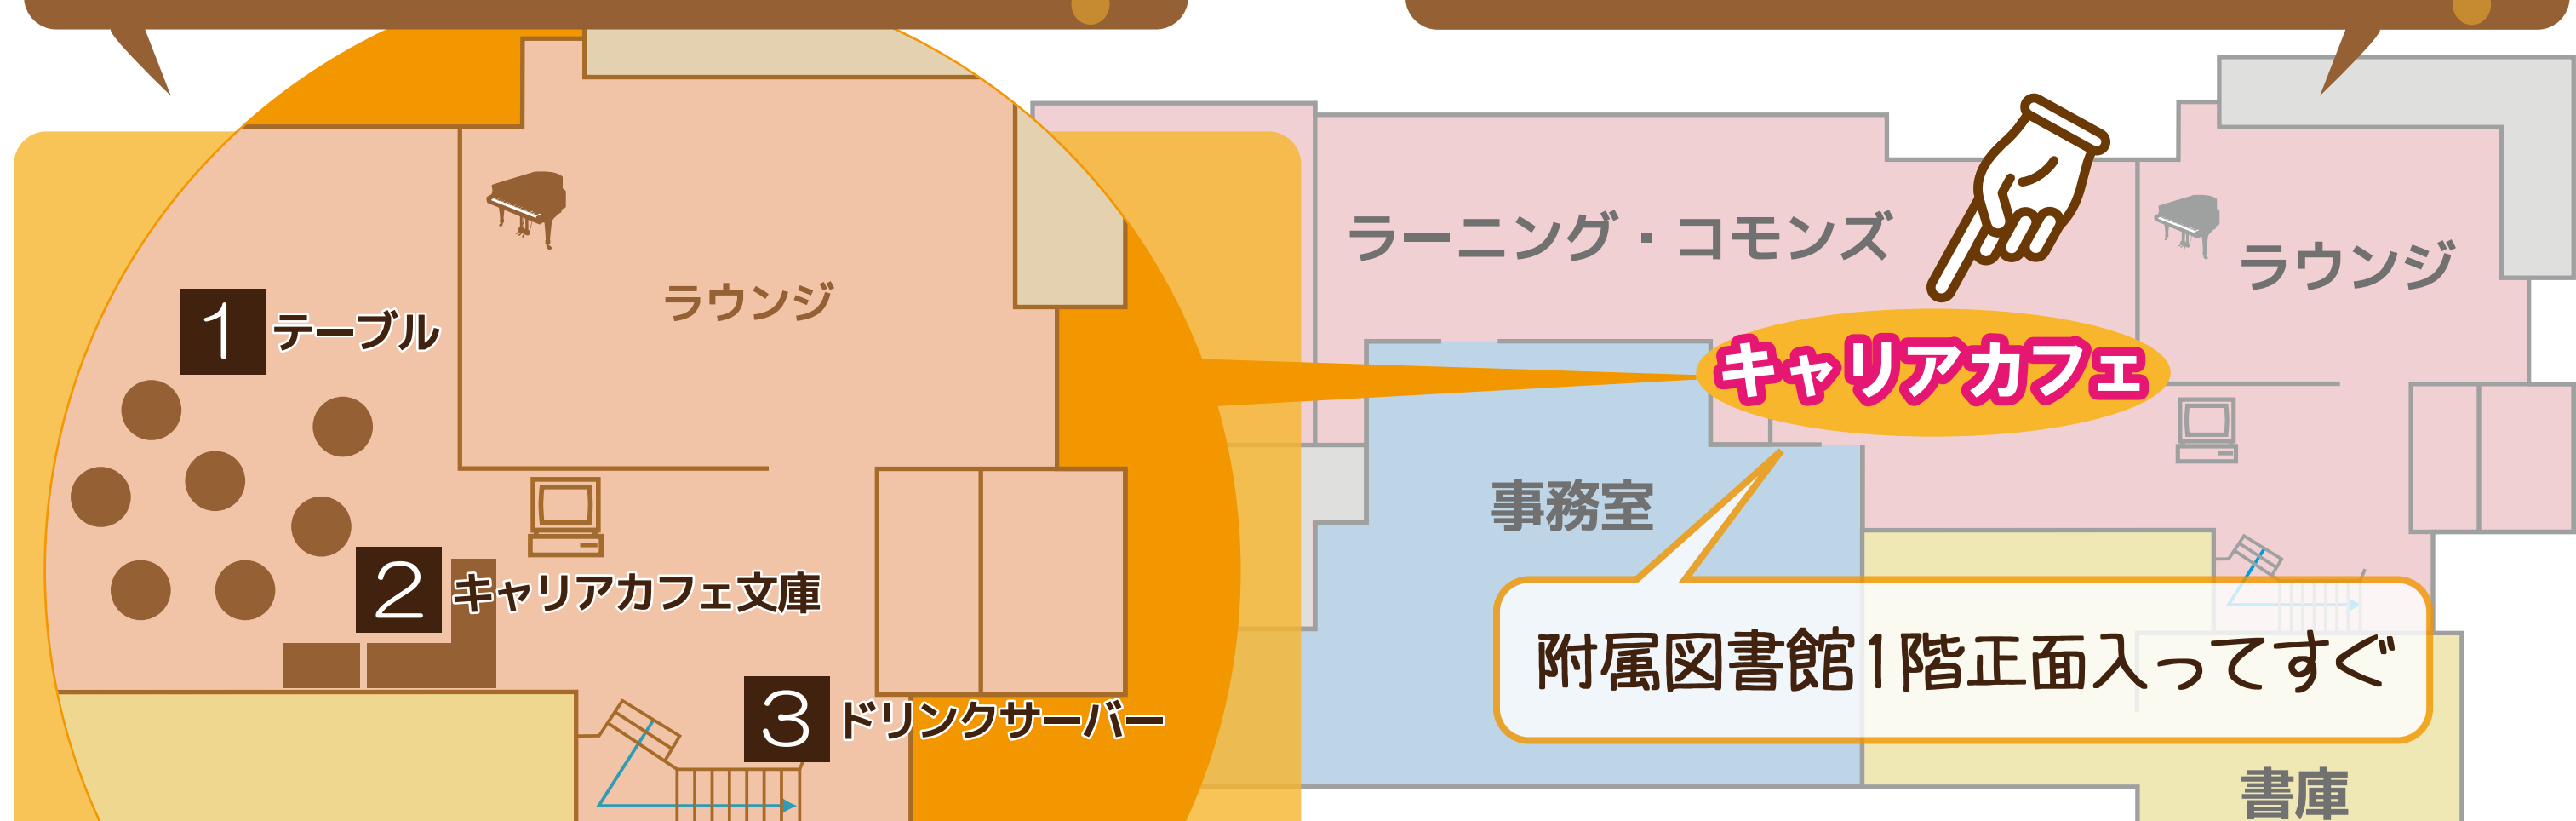 ラウンジ
1 テーブル
2 キャリアカフェ文庫
3 ドリンクサーバー
ラーニング・コモンズ
ラウンジ
キャリアカフェ
事務室
附属図書館1階正面入ってすぐ
書庫